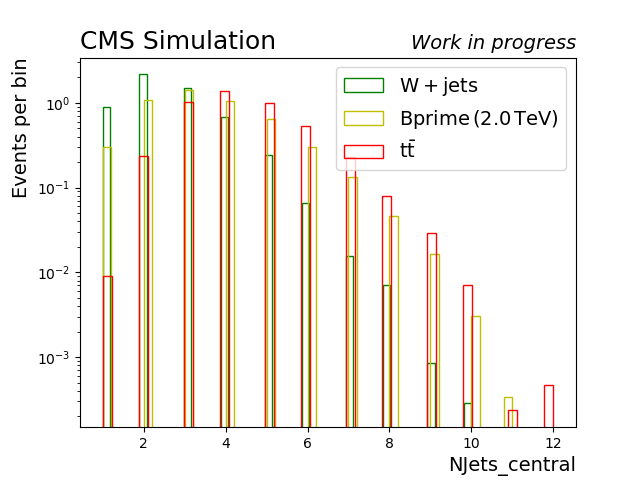 CMS Simulation Work in progress
Events per bin
W + jets
Bprime (2.0 TeV)
tt̄
10⁰
10⁻¹
10⁻²
10⁻³
2 4 6 8 10 12
NJets_central